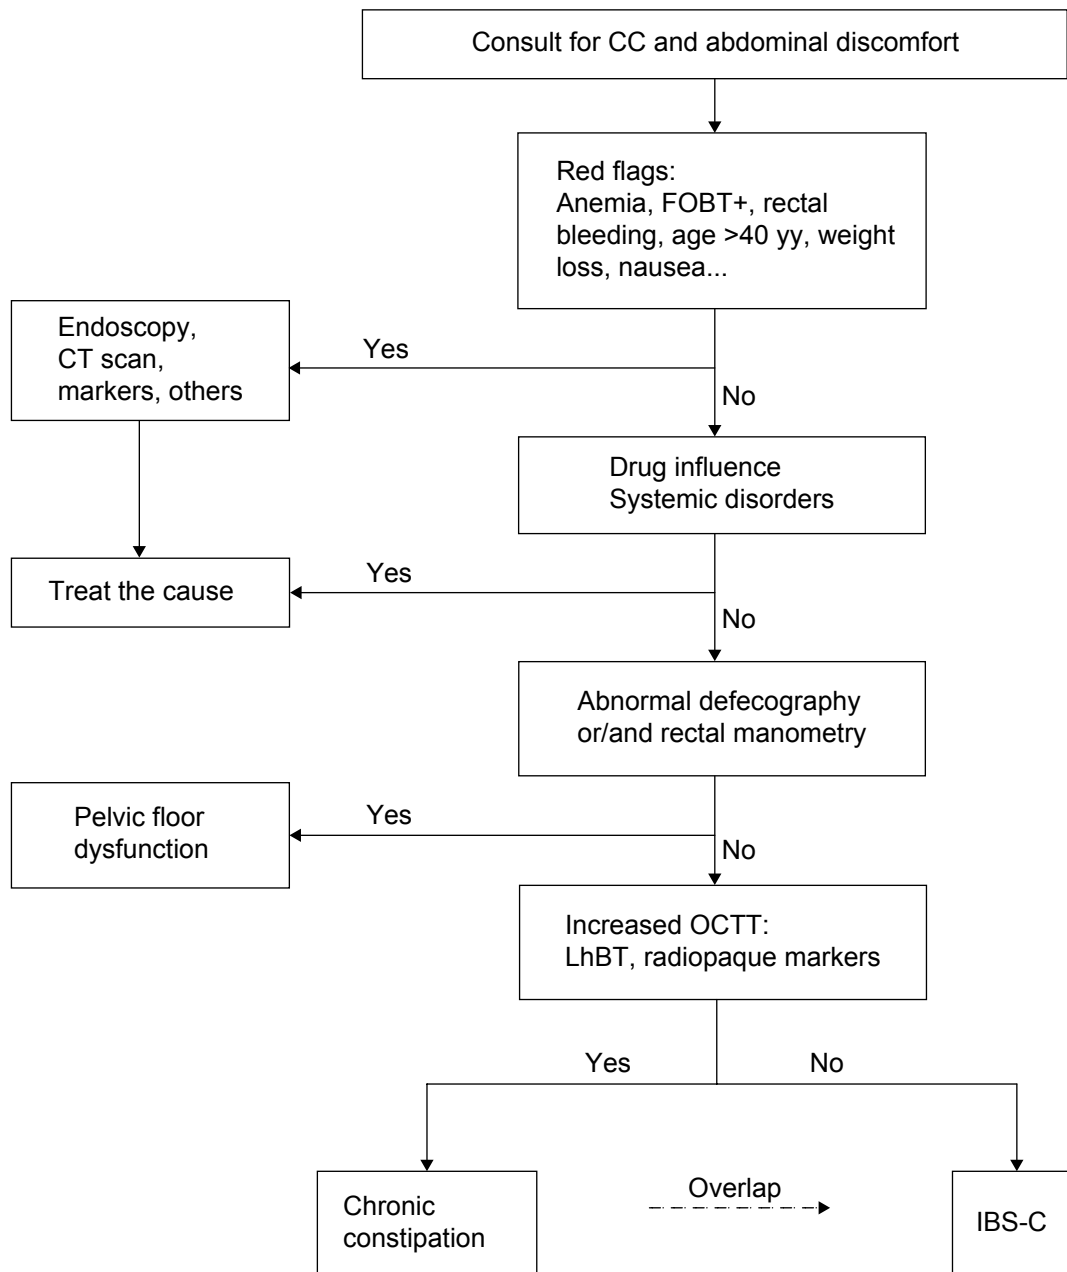 Consult for CC and abdominal discomfort
Red flags:
Anemia, FOBT+, rectal
bleeding, age >40 yy, weight
loss, nausea...
Endoscopy,
CT scan,
markers, others
Yes
No
Drug influence
Systemic disorders
Treat the cause
Yes
No
Abnormal defecography
or/and rectal manometry
Pelvic floor
dysfunction
Yes
No
Increased OCTT:
LhBT, radiopaque markers
Yes
No
Chronic
constipation
Overlap
IBS-C